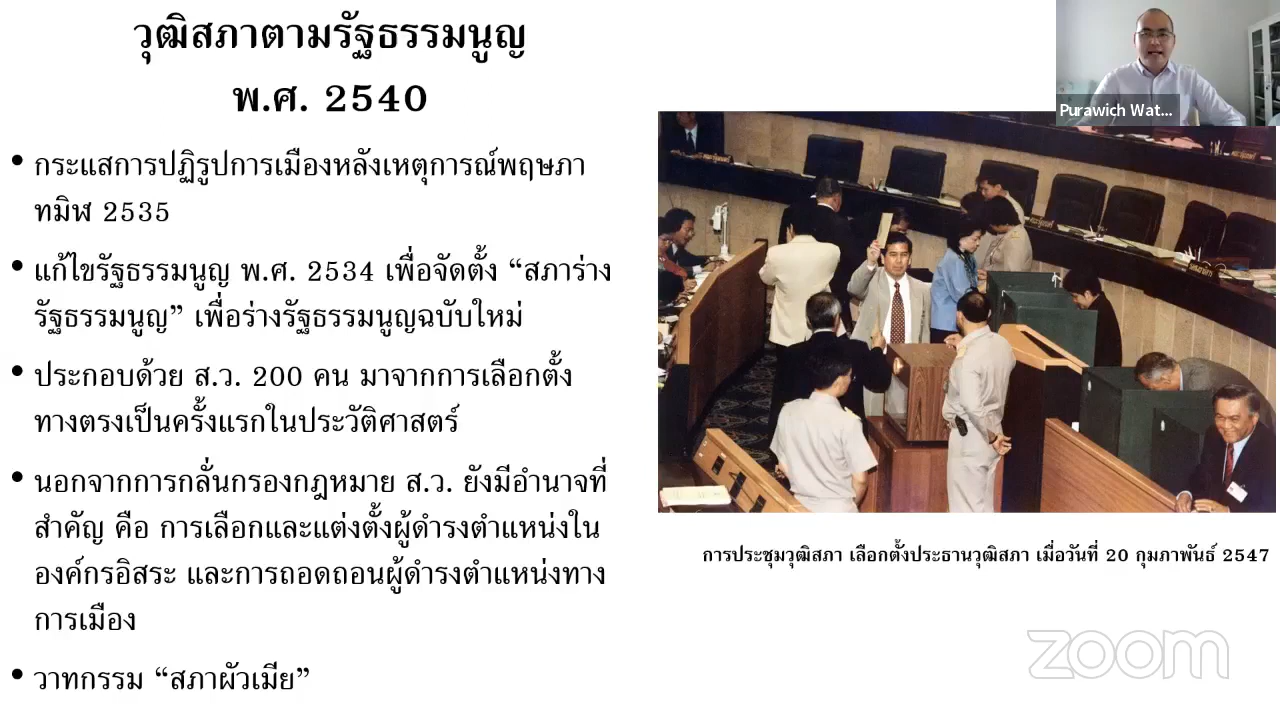 วุฒิสภาตามรัฐธรรมนูญ
พ.ศ. 2540
• กระแสการปฏิรูปการเมืองหลังเหตุการณ์พฤษภา
ทมิฬ 2535
• แก้ไขรัฐธรรมนูญ พ.ศ. 2534 เพื่อจัดตั้ง “สภาร่าง
รัฐธรรมนูญ” เพื่อร่างรัฐธรรมนูญฉบับใหม่
• ประกอบด้วย ส.ว. 200 คน มาจากการเลือกตั้ง
ทางตรงเป็นครั้งแรกในประวัติศาสตร์
• นอกจากการกลั่นกรองกฎหมาย ส.ว. ยังมีอำนาจที่
สำคัญ คือ การเลือกและแต่งตั้งผู้ดำรงตำแหน่งใน
องค์กรอิสระ และการถอดถอนผู้ดำรงตำแหน่งทาง
การเมือง
• วาทกรรม “สภาผัวเมีย”
Purawich Wat...
การประชุมวุฒิสภา เลือกตั้งประธานวุฒิสภา เมื่อวันที่ 20 กุมภาพันธ์ 2547
zoom